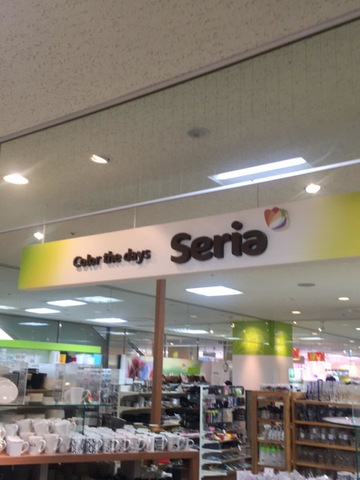 Color the days Seria